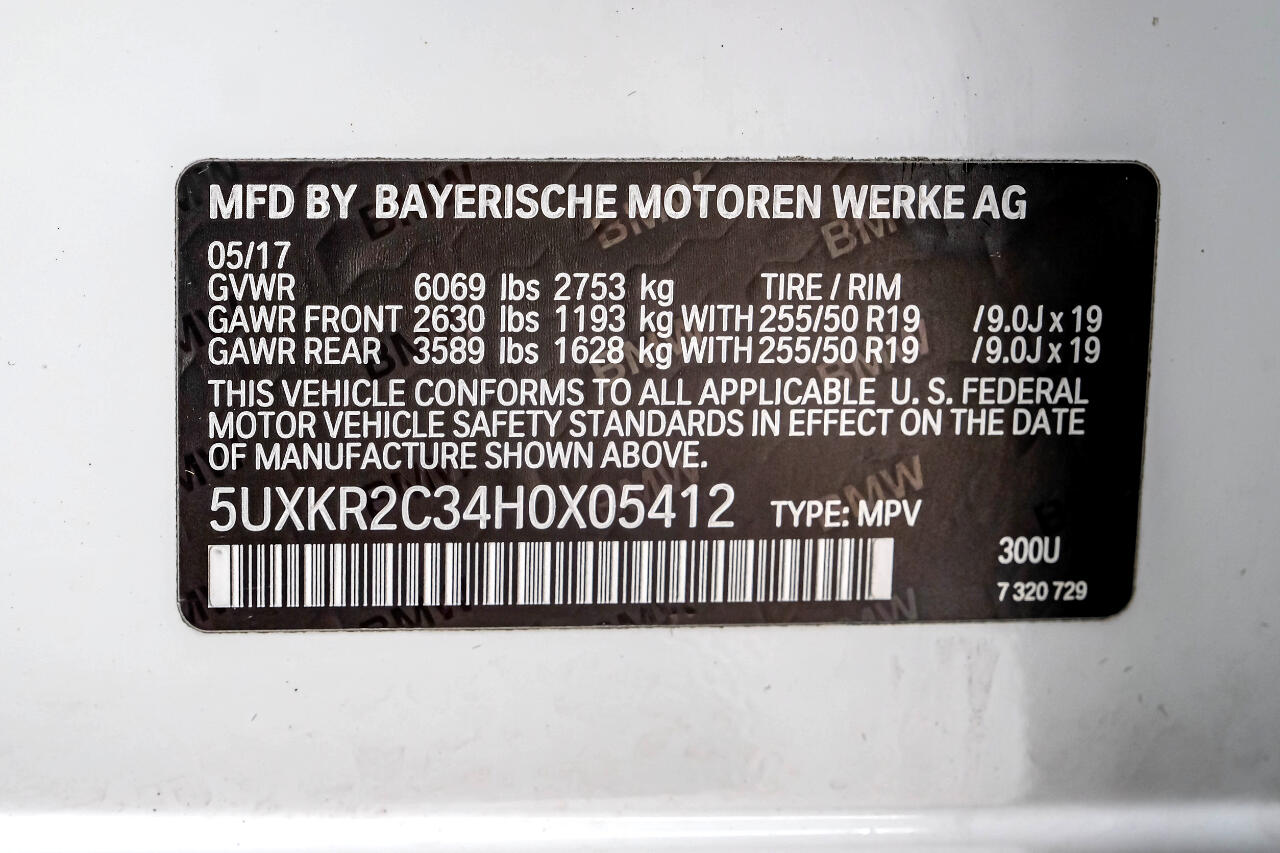 MFD BY BAYERISCHE MOTOREN WERKE AG
05/17
GVWR 6069 lbs 2753 kg TIRE / RIM
GAWR FRONT 2630 lbs 1193 kg WITH 255/50 R19 /9.0J x 19
GAWR REAR 3589 lbs 1628 kg WITH 255/50 R19 /9.0J x 19
THIS VEHICLE CONFORMS TO ALL APPLICABLE U. S. FEDERAL
MOTOR VEHICLE SAFETY STANDARDS IN EFFECT ON THE DATE
OF MANUFACTURE SHOWN ABOVE.
5UXKR2C34H0X05412 TYPE: MPV
300U
7 320 729